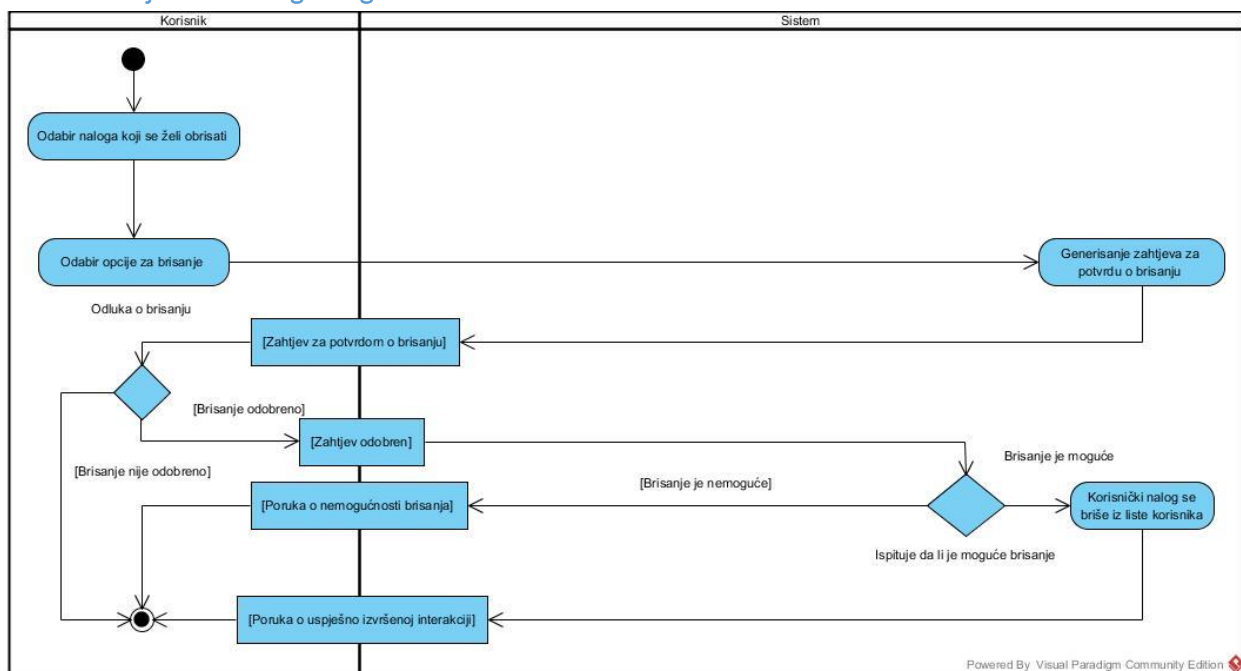 Korisnik
Sistem
Odabir naloga koji se želi obrisati
Odabir opcije za brisanje
Generisanje zahtjeva za
potvrdu o brisanju
Odluka o brisanju
[Zahtjev za potvrdom o brisanju]
[Brisanje odobreno]
[Zahtjev odobren]
Brisanje je moguće
[Brisanje nije odobreno]
[Brisanje je nemoguće]
[Poruka o nemogućnosti brisanja]
Korisnički nalog se
briše iz liste korisnika
Ispituje da li je moguće brisanje
[Poruka o uspješno izvršenoj interakciji]
Powered By Visual Paradigm Community Edition